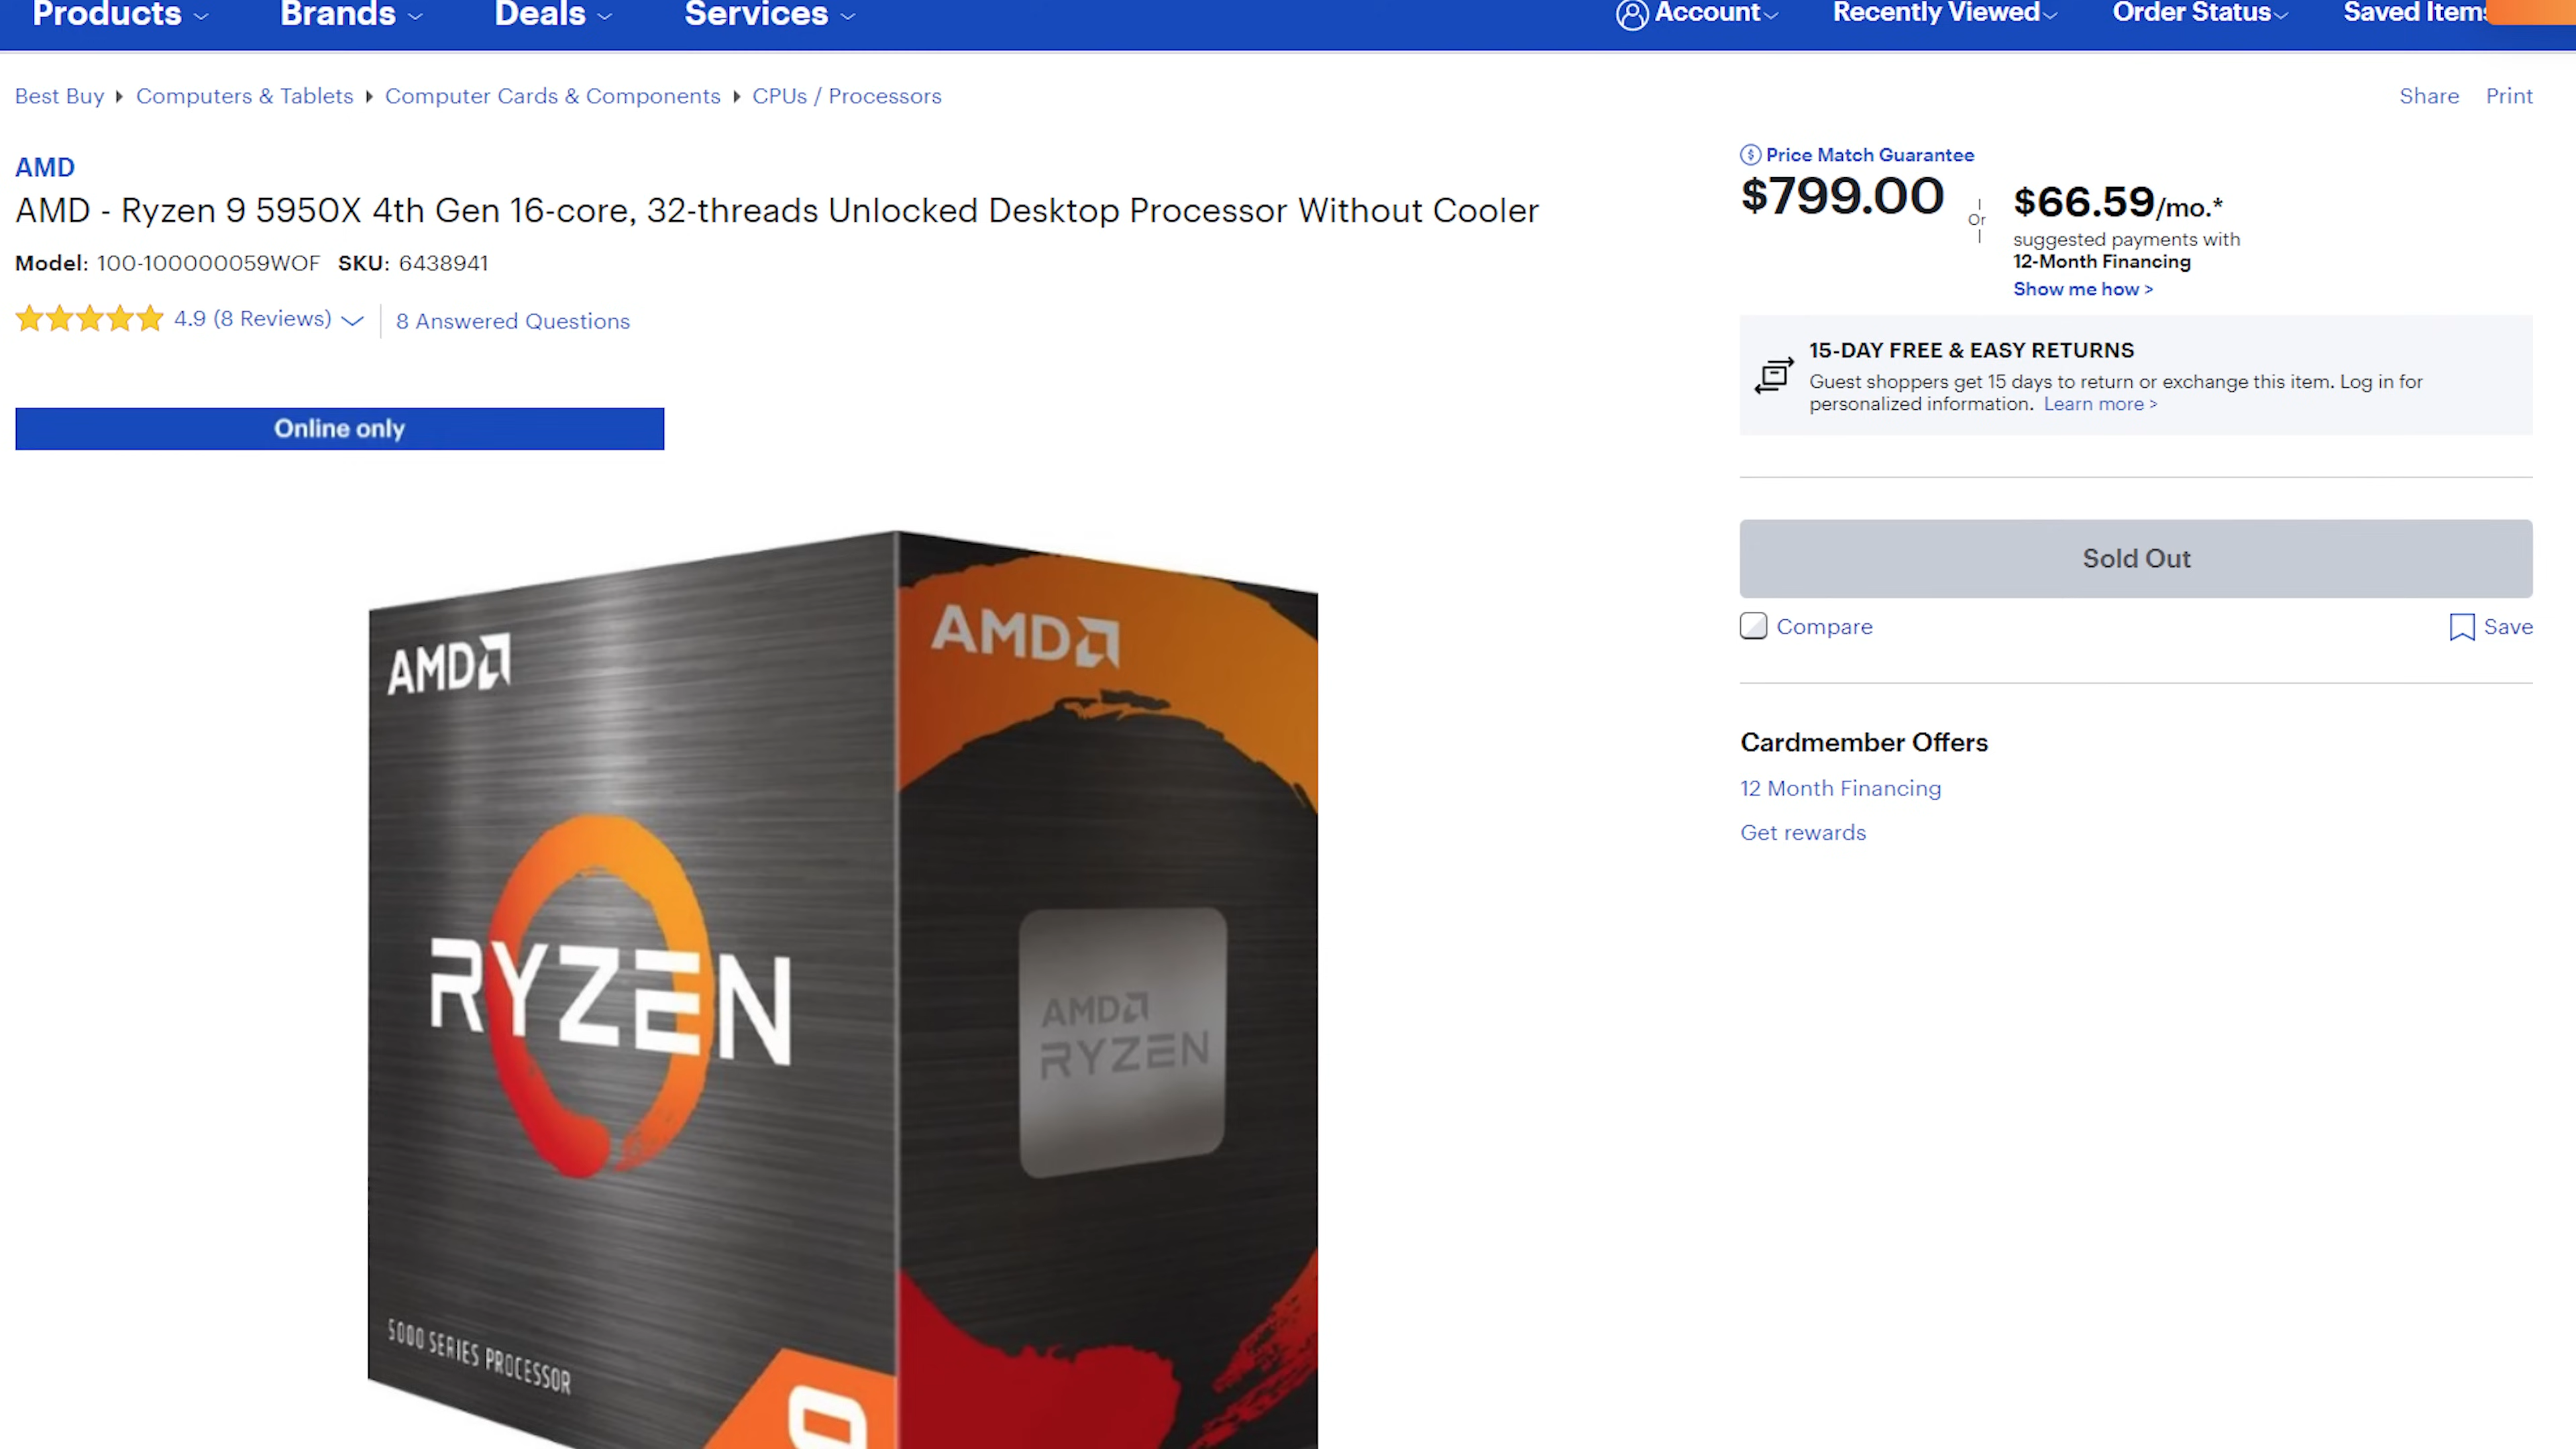 Products
Brands
Deals
Services
Account
Recently Viewed
Order Status
Saved Items
Best Buy
Computers & Tablets
Computer Cards & Components
CPUs / Processors
Share
Print
AMD
AMD - Ryzen 9 5950X 4th Gen 16-core, 32-threads Unlocked Desktop Processor Without Cooler
Model: 100-100000059WOF SKU: 6438941
4.9 (8 Reviews)
8 Answered Questions
Online only
Price Match Guarantee
$799.00
Or
$66.59/mo.*
suggested payments with
12-Month Financing
Show me how >
15-DAY FREE & EASY RETURNS
Guest shoppers get 15 days to return or exchange this item. Log in for
personalized information. Learn more >
Sold Out
Compare
Save
Cardmember Offers
12 Month Financing
Get rewards
AMD
RYZEN
5000 SERIES PROCESSOR
9
AMD
AMD
RYZEN